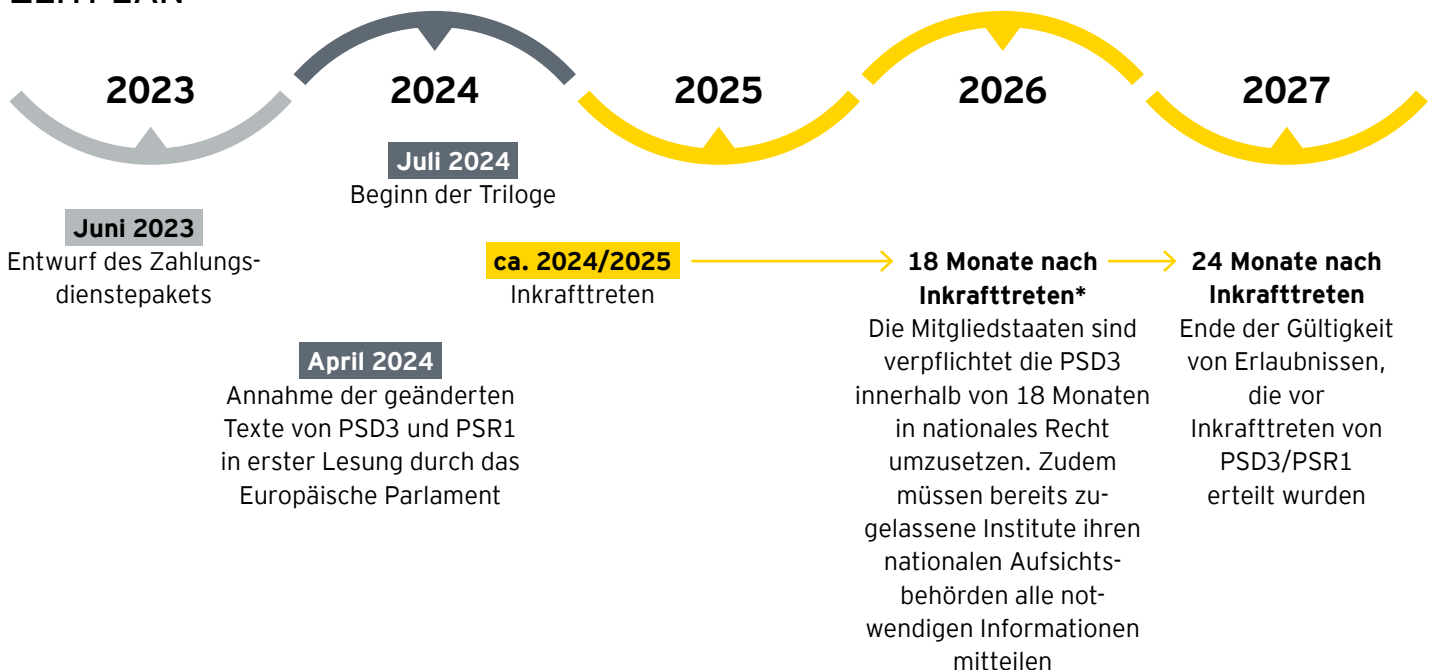 ZEITPLAN
2023
2024
2025
2026
2027
Juli 2024
Beginn der Triloge
Juni 2023
Entwurf des Zahlungs-
dienstepakets
ca. 2024/2025
Inkrafttreten
April 2024
Annahme der geänderten
Texte von PSD3 und PSR1
in erster Lesung durch das
Europäische Parlament
18 Monate nach
Inkrafttreten*
Die Mitgliedstaaten sind
verpflichtet die PSD3
innerhalb von 18 Monaten
in nationales Recht
umzusetzen. Zudem
müssen bereits zu-
gelassene Institute ihren
nationalen Aufsichts-
behörden alle not-
wendigen Informationen
mitteilen
24 Monate nach
Inkrafttreten
Ende der Gültigkeit
von Erlaubnissen,
die vor
Inkrafttreten von
PSD3/PSR1
erteilt wurden